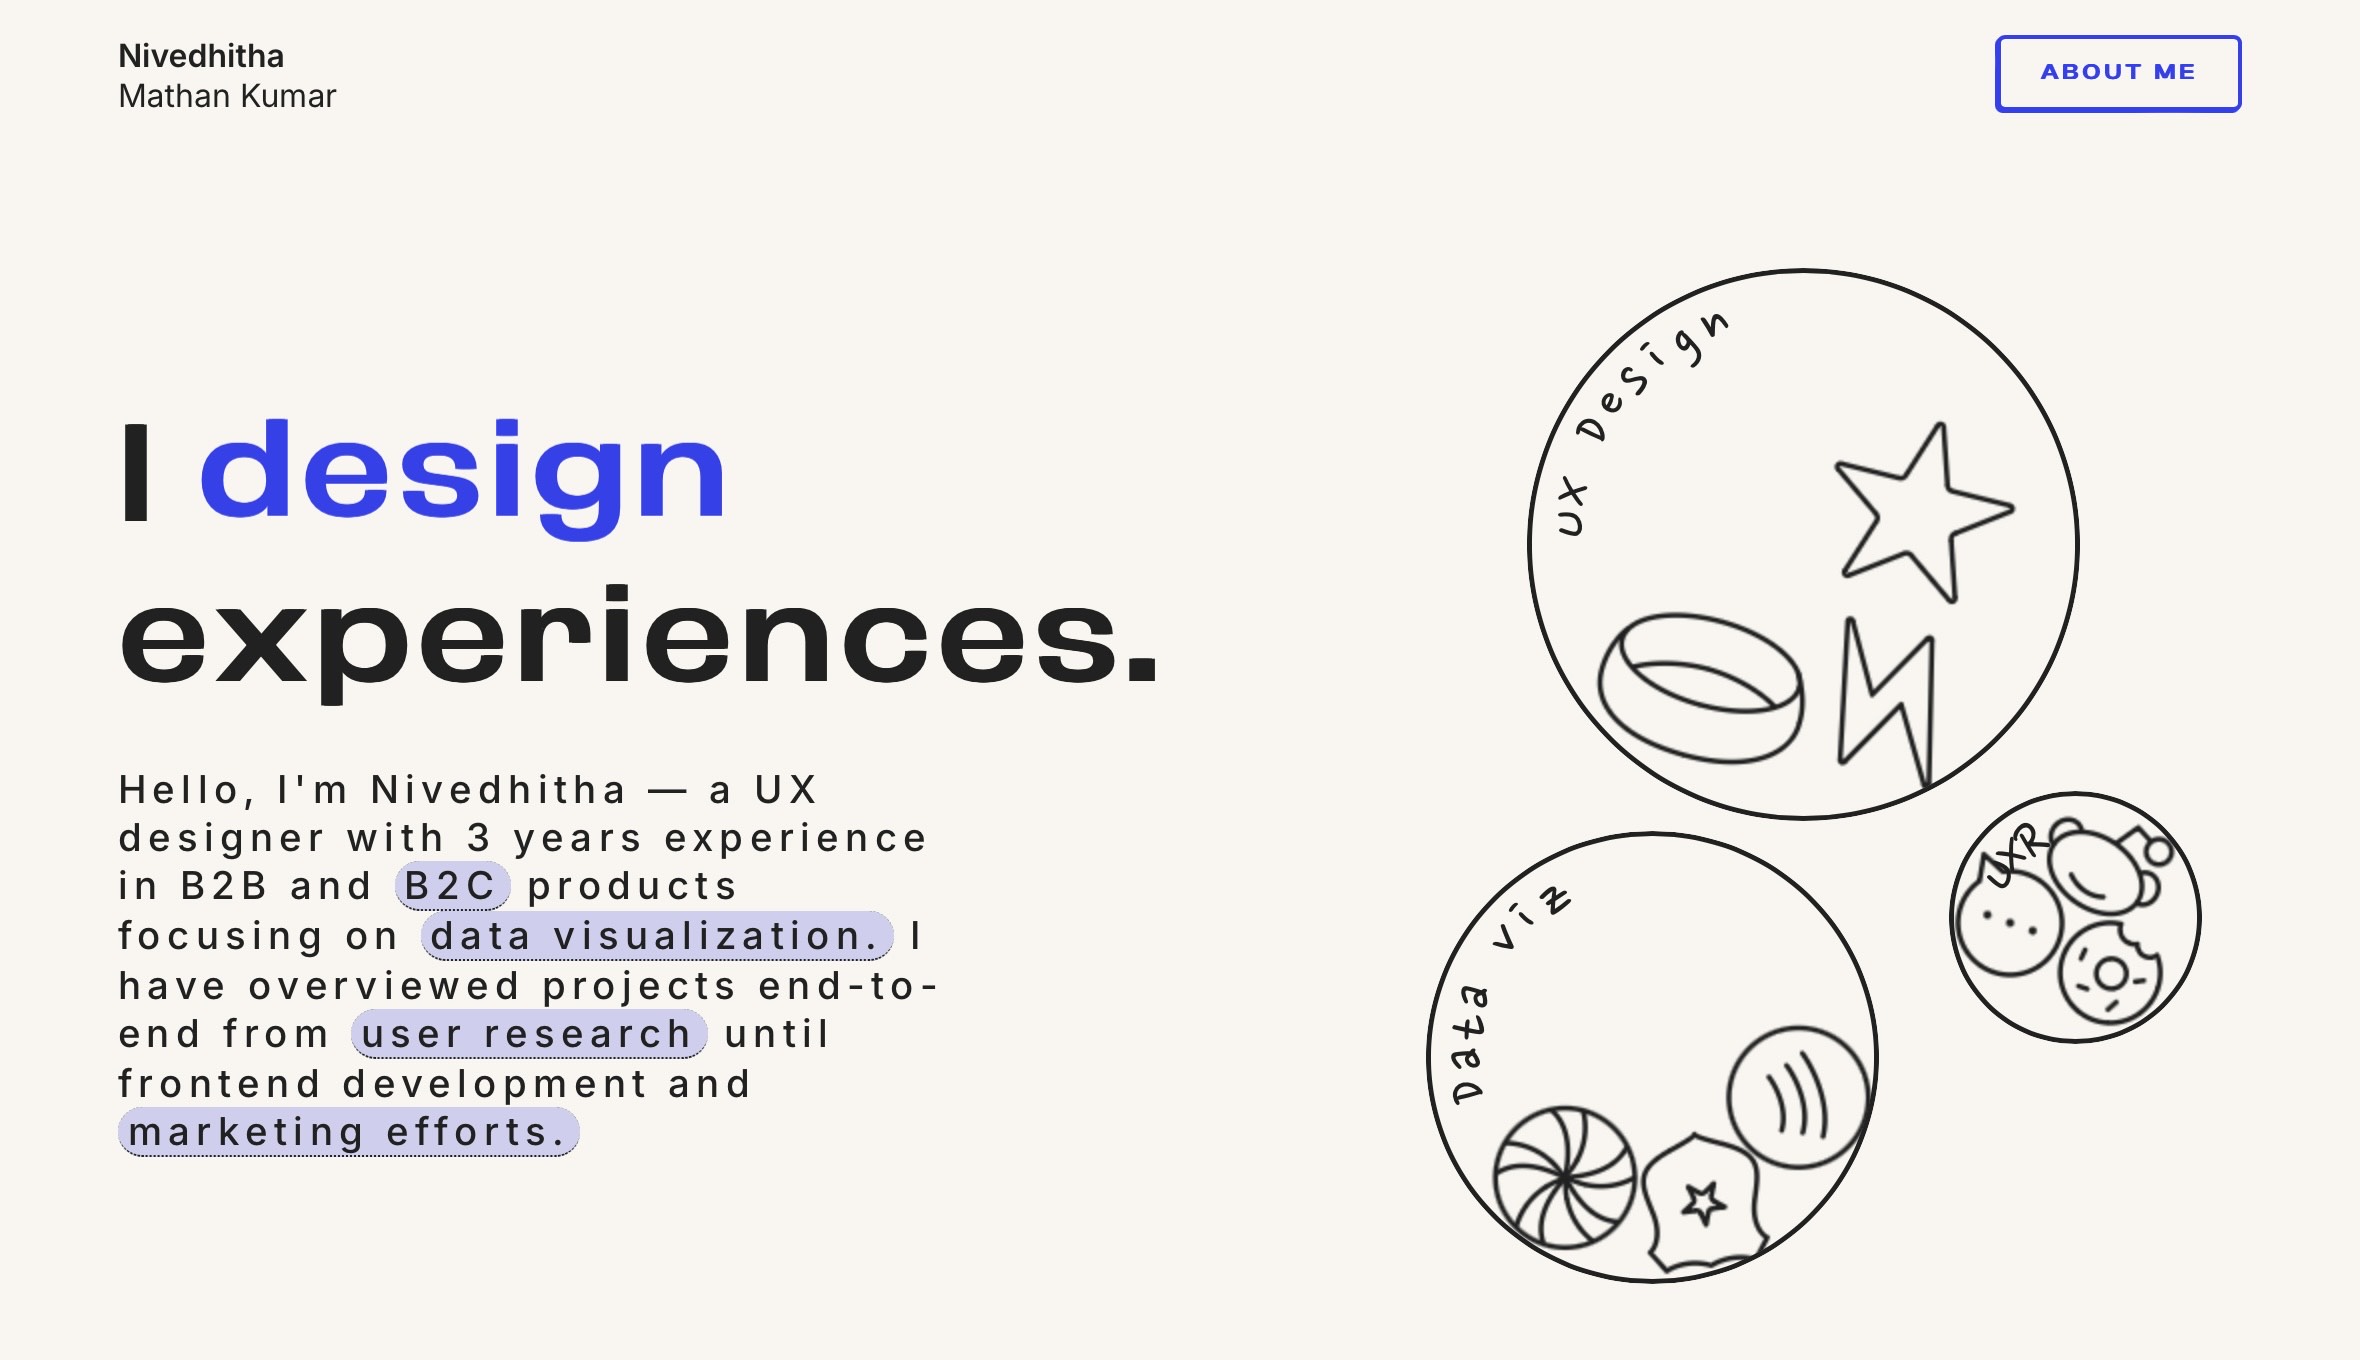 Nivedhitha
Mathan Kumar
ABOUT ME
I design
experiences.
Hello, I'm Nivedhitha — a UX
designer with 3 years experience
in B2B and B2C products
focusing on data visualization. I
have overviewed projects end-to-
end from user research until
frontend development and
marketing efforts.
UX Design
Data viz
UXR